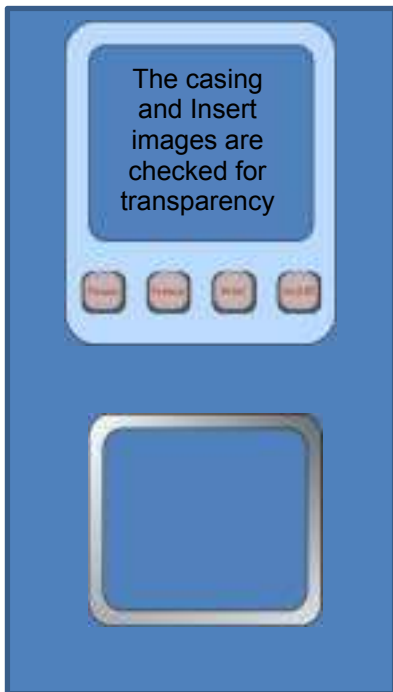 The casing
and Insert
images are
checked for
transparency